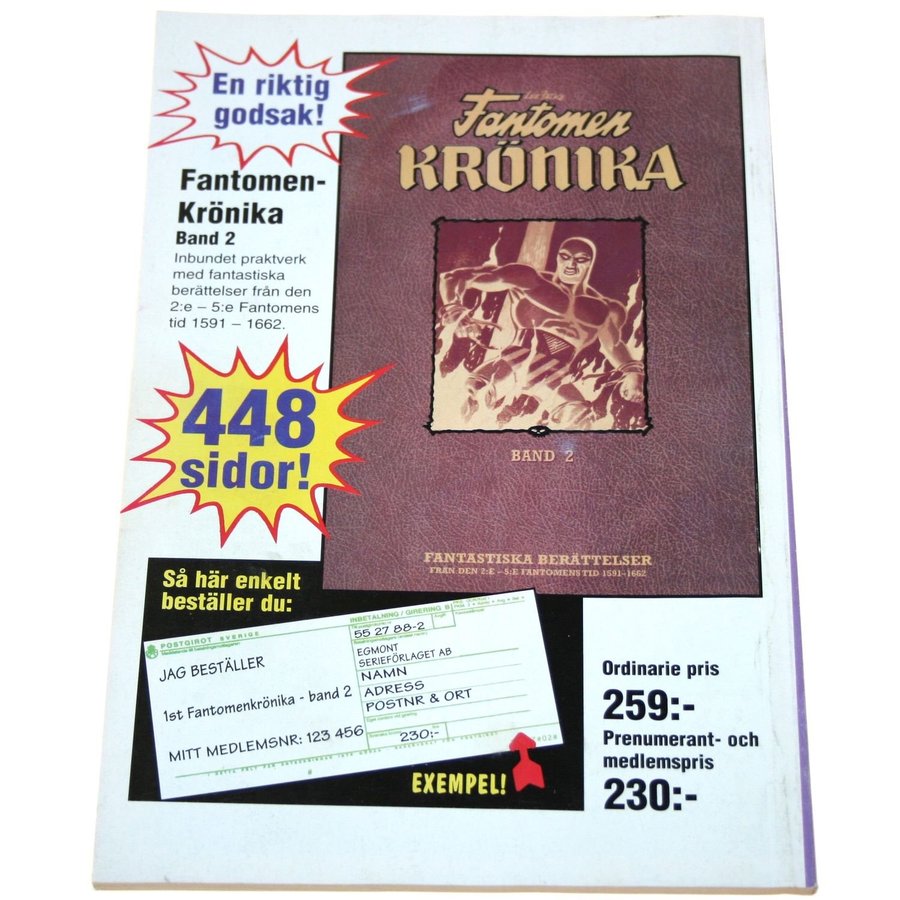 En riktig
godsak!
Fantomen-
Krönika
Band 2
Inbundet praktverk
med fantastiska
berättelser från den
2:e – 5:e Fantomens
tid 1591 – 1662.
Fantomen
KRÖNIKA
BAND 2
FANTASTISKA BERÄTTELSER
FRÅN DEN 2:E – 5:E FANTOMENS TID 1591–1662
448
sidor!
Så här enkelt
beställer du:
POSTGIROT SVERIGE
INBETALNING / GIRERING B
55 27 88-2
EGMONT
SERIEFÖRLAGET AB
NAMN
ADRESS
POSTNR & ORT
JAG BESTÄLLER
1st Fantomenkrönika - band 2
MITT MEDLEMSNR: 123 456
230:-
EXEMPEL!
Ordinarie pris
259:-
Prenumerant- och
medlemspris
230:-